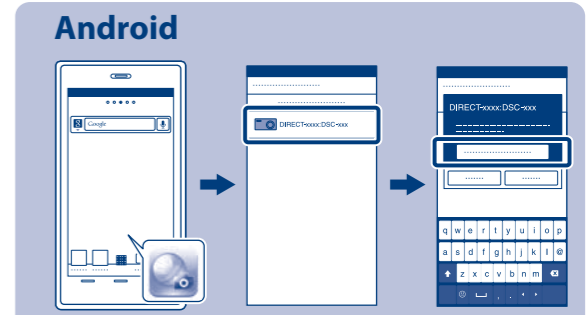 Android
Google
DIRECT-xxxx:DSC-xxx
DIRECT-xxxx:DSC-xxx
q w e r t y u i o p
a s d f g h j k l @
z x c v b n m
, .